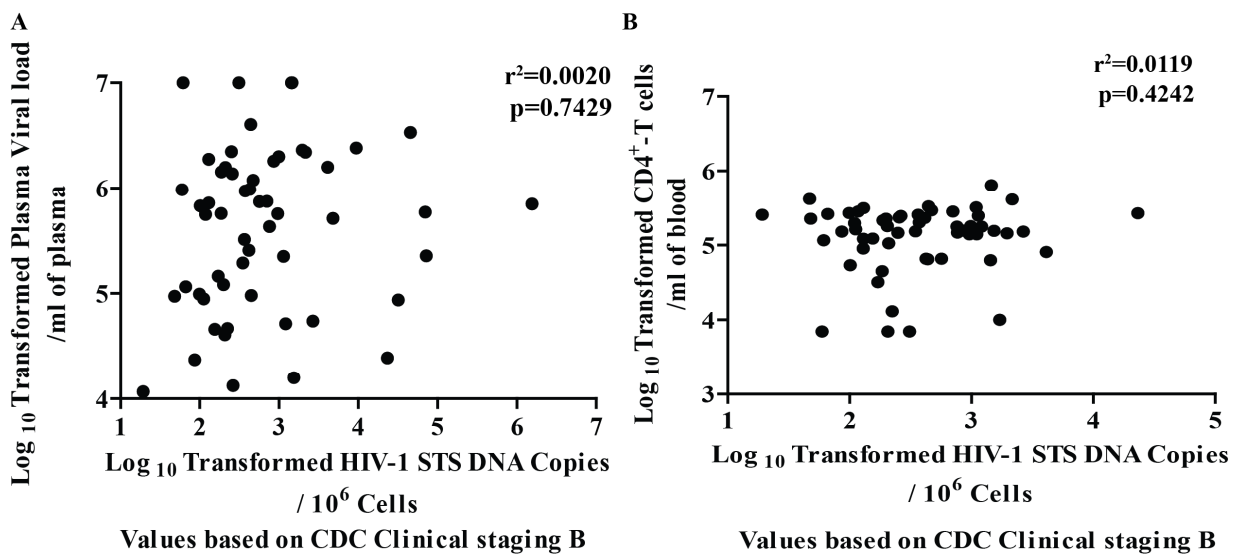 A
Log 10 Transformed Plasma Viral load
/ml of plasma
r²=0.0020
p=0.7429
7
6
5
4
1 2 3 4 5 6 7
Log 10 Transformed HIV-1 STS DNA Copies
/ 10⁶ Cells
Values based on CDC Clinical staging B
B
Log 10 Transformed CD4⁺-T cells
/ml of blood
r²=0.0119
p=0.4242
7
6
5
4
3
1 2 3 4 5
Log 10 Transformed HIV-1 STS DNA Copies
/ 10⁶ Cells
Values based on CDC Clinical staging B